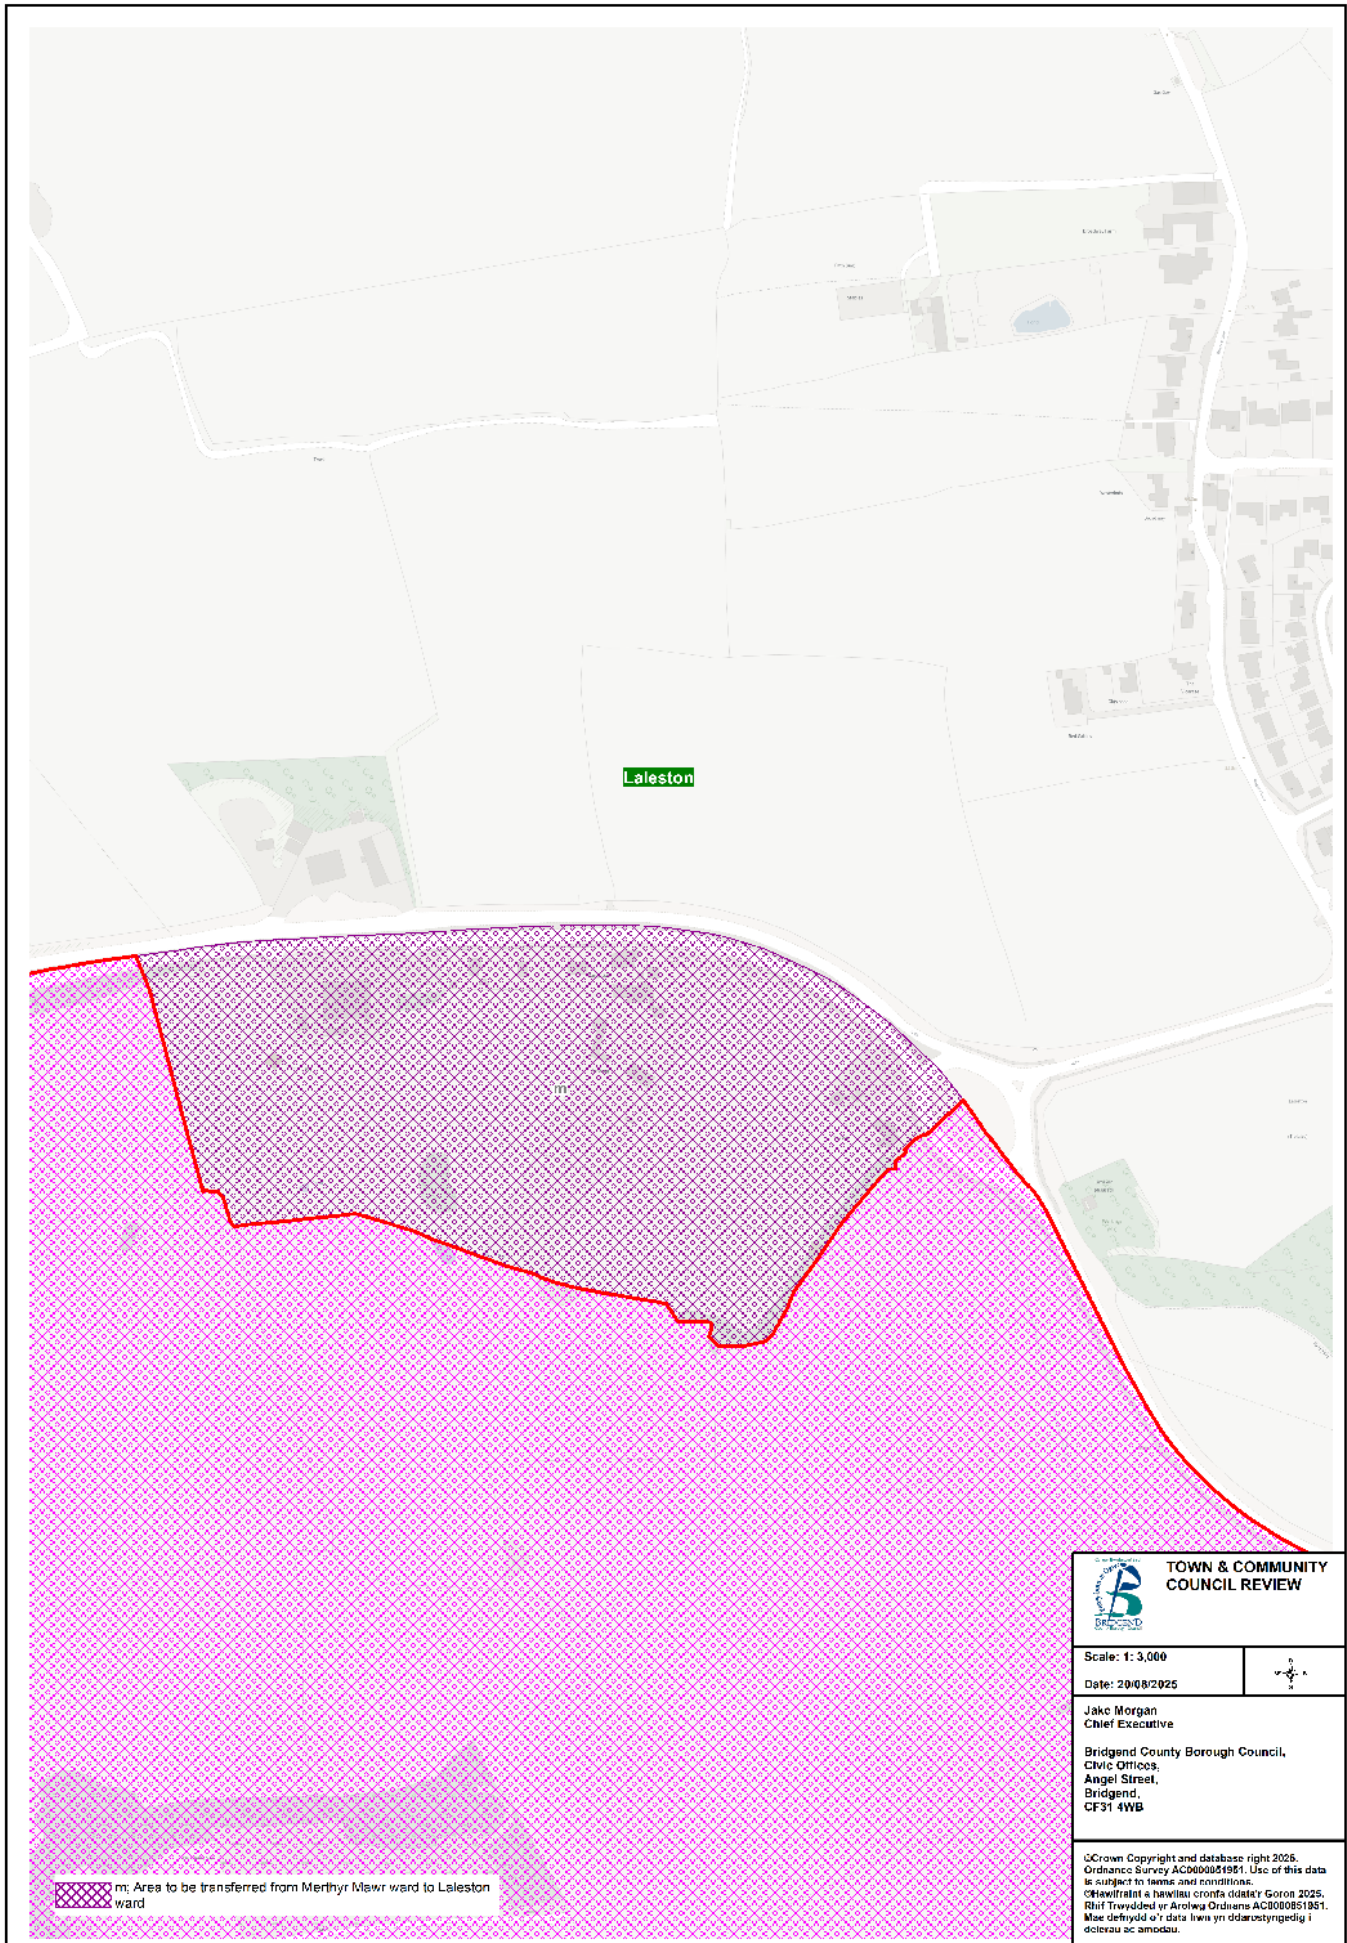 Laleston
m
TOWN & COMMUNITY
COUNCIL REVIEW
BRIDGEND
Scale: 1: 3,000
Date: 20/08/2025
Jake Morgan
Chief Executive
Bridgend County Borough Council,
Civic Offices,
Angel Street,
Bridgend,
CF31 4WB
©Crown Copyright and database right 2025.
Ordnance Survey AC0000851951. Use of this data
is subject to terms and conditions.
©Hawlfraint a hawliau cronfa ddata'r Goron 2025.
Rhif Trwydded yr Arolwg Ordnans AC0000851951.
Mae defnydd o'r data hwn yn ddarostyngedig i
delerau ac amodau.
m; Area to be transferred from Merthyr Mawr ward to Laleston
ward